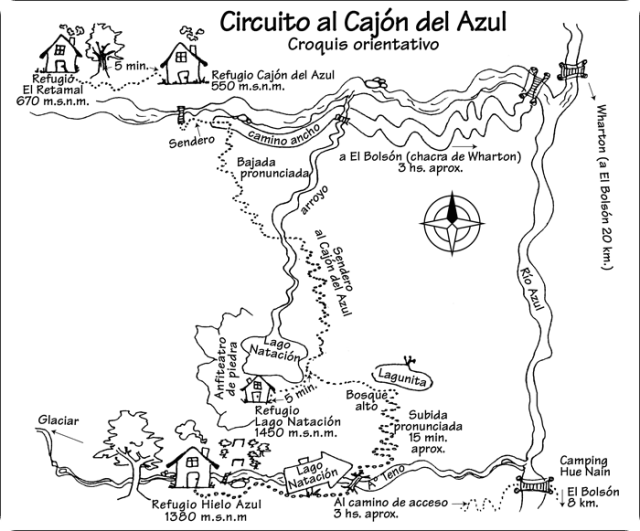 Circuito al Cajón del Azul
Croquis orientativo
5 min.
Refugio
El Retamal
670 m.s.n.m.
Refugio Cajón del Azul
550 m.s.n.m.
Sendero
camino ancho
Bajada
pronunciada
a El Bolsón (chacra de Wharton)
3 hs. aprox.
Wharton (a El Bolsón 20 km.)
arroyo
Sendero
al Cajón del Azul
Río Azul
Anfiteatro
de piedra
Lago
Natación
5 min.
Refugio
Lago Natación
1450 m.s.n.m.
Lagunita
Bosque
alto
Subida
pronunciada
15 min.
aprox.
Glaciar
Refugio Hielo Azul
1380 m.s.n.m
Lago
Natación
Aº Teno
Al camino de acceso
3 hs. aprox.
Camping
Hue Nain
El Bolsón
8 km.